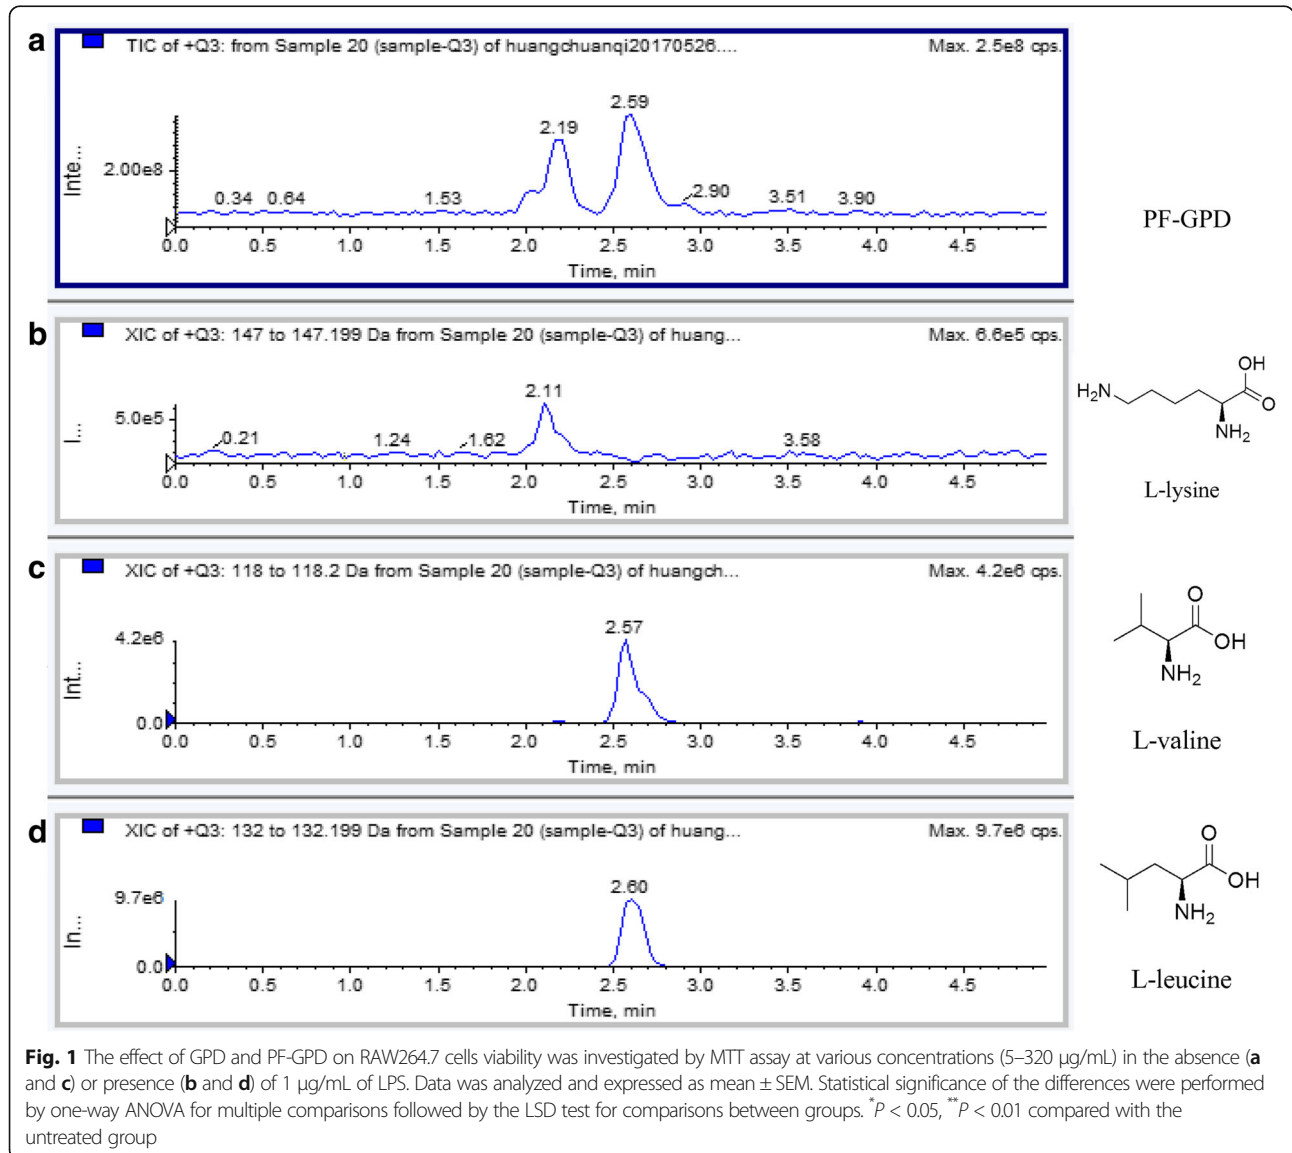 a
TIC of +Q3: from Sample 20 (sample-Q3) of huangchuanqi20170526....
Max. 2.5e8 cps.
Inte...
2.00e8
0.34
0.64
1.53
2.19
2.59
2.90
3.51
3.90
0.0 0.5 1.0 1.5 2.0 2.5 3.0 3.5 4.0 4.5
Time, min
PF-GPD
b
XIC of +Q3: 147 to 147.199 Da from Sample 20 (sample-Q3) of huang...
Max. 6.6e5 cps.
I...
5.0e5
0.21
1.24
1.62
2.11
3.58
0.0 0.5 1.0 1.5 2.0 2.5 3.0 3.5 4.0 4.5
Time, min
H₂N
OH
O
NH₂
L-lysine
c
XIC of +Q3: 118 to 118.2 Da from Sample 20 (sample-Q3) of huangch...
Max. 4.2e6 cps.
Int...
4.2e6
0.0
2.57
0.0 0.5 1.0 1.5 2.0 2.5 3.0 3.5 4.0 4.5
Time, min
O
OH
NH₂
L-valine
d
XIC of +Q3: 132 to 132.199 Da from Sample 20 (sample-Q3) of huang...
Max. 9.7e6 cps.
In...
9.7e6
0.0
2.60
0.0 0.5 1.0 1.5 2.0 2.5 3.0 3.5 4.0 4.5
Time, min
O
OH
NH₂
L-leucine
Fig. 1 The effect of GPD and PF-GPD on RAW264.7 cells viability was investigated by MTT assay at various concentrations (5–320 μg/mL) in the absence (a
and c) or presence (b and d) of 1 μg/mL of LPS. Data was analyzed and expressed as mean ± SEM. Statistical significance of the differences were performed
by one-way ANOVA for multiple comparisons followed by the LSD test for comparisons between groups. *P < 0.05, **P < 0.01 compared with the
untreated group